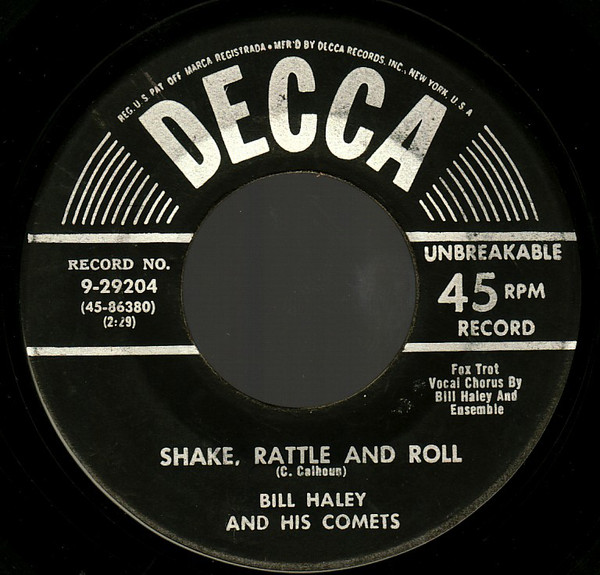 REG. U.S. PAT. OFF. MARCA REGISTRADA • MFR'D BY DECCA RECORDS, INC., NEW YORK, U.S.A.
DECCA
RECORD NO.
9-29204
(45-86380)
(2:29)
UNBREAKABLE
45 RPM
RECORD
Fox Trot
Vocal Chorus By
Bill Haley And
Ensemble
SHAKE, RATTLE AND ROLL
(C. Calhoun)
BILL HALEY
AND HIS COMETS